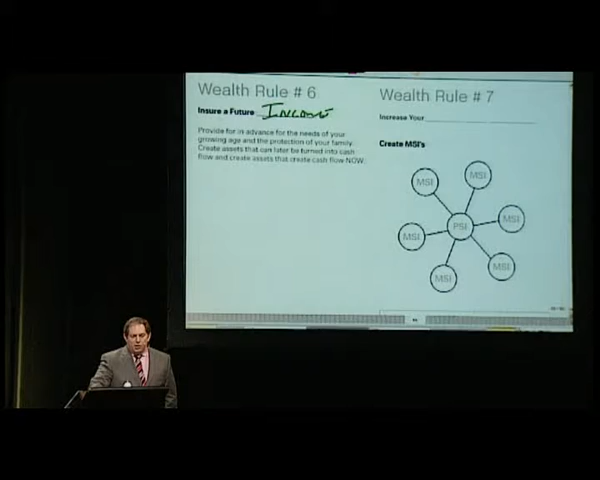 Wealth Rule # 6
Insure a Future INCOME
Provide for in advance for the needs of your
growing age and the protection of your family.
Create assets that can later be turned into cash
flow and create assets that create cash flow NOW.
Wealth Rule # 7
Increase Your
Create MSI's
MSI
MSI
MSI
PSI
MSI
MSI
MSI